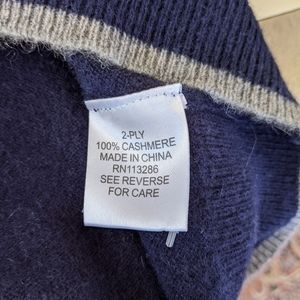 2-PLY
100% CASHMERE
MADE IN CHINA
RN113286
SEE REVERSE
FOR CARE